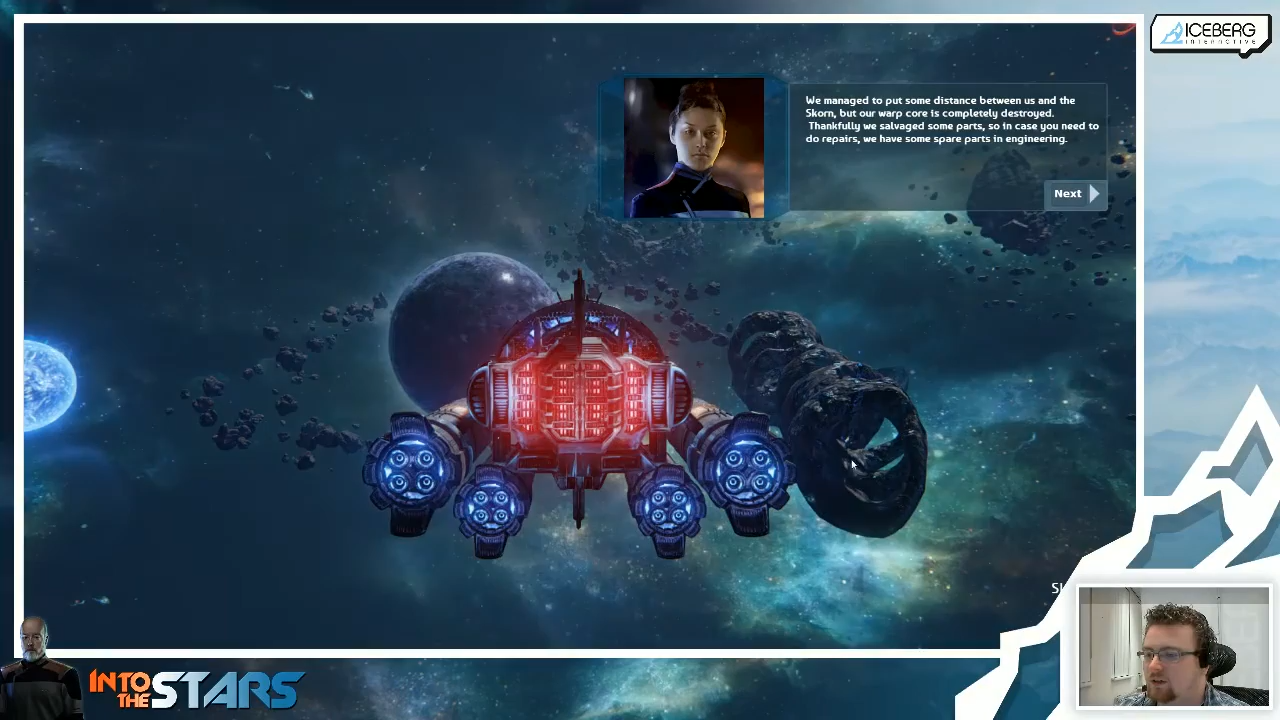 ICEBERG
INTERACTIVE
We managed to put some distance between us and the
Skorn, but our warp core is completely destroyed.
Thankfully we salvaged some parts, so in case you need to
do repairs, we have some spare parts in engineering.
Next
INTO
THE
STARS